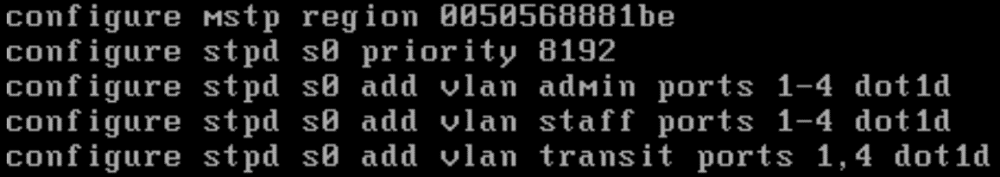 configure mstp region 0050568881be
configure stpd s0 priority 8192
configure stpd s0 add vlan admin ports 1-4 dot1d
configure stpd s0 add vlan staff ports 1-4 dot1d
configure stpd s0 add vlan transit ports 1,4 dot1d